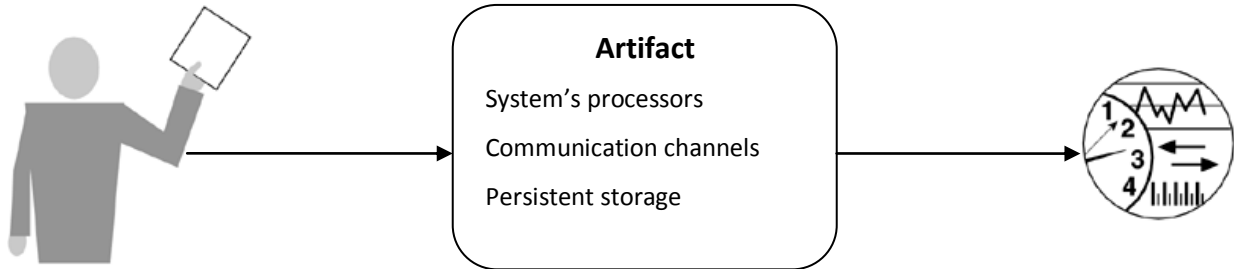 Artifact
System’s processors
Communication channels
Persistent storage
1
2
3
4